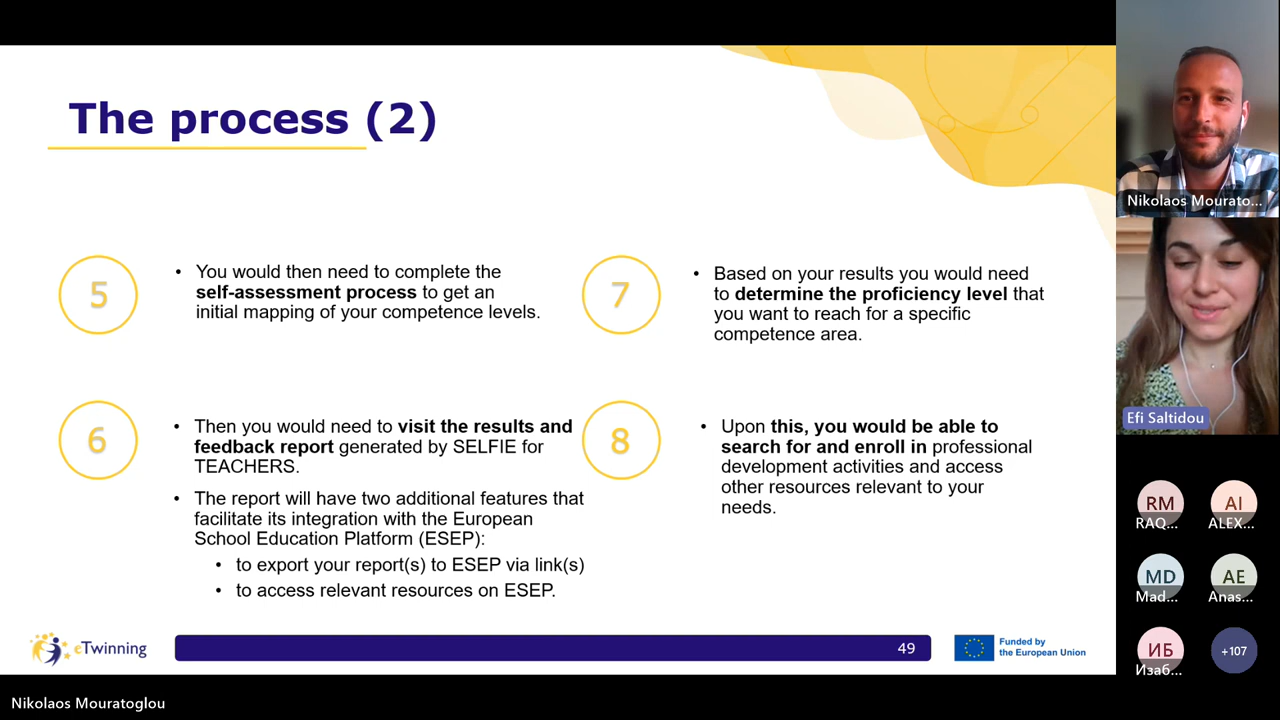 The process (2)
5
• You would then need to complete the
self-assessment process to get an
initial mapping of your competence levels.
6
• Then you would need to visit the results and
feedback report generated by SELFIE for
TEACHERS.
• The report will have two additional features that
facilitate its integration with the European
School Education Platform (ESEP):
• to export your report(s) to ESEP via link(s)
• to access relevant resources on ESEP.
7
• Based on your results you would need
to determine the proficiency level that
you want to reach for a specific
competence area.
8
• Upon this, you would be able to
search for and enroll in professional
development activities and access
other resources relevant to your
needs.
eTwinning
49
Funded by
the European Union
Nikolaos Mourato...
Efi Saltidou
RM
RAQ...
AI
ALEX...
MD
Mad...
AE
Anas...
ИБ
Изаб...
+107
Nikolaos Mouratoglou